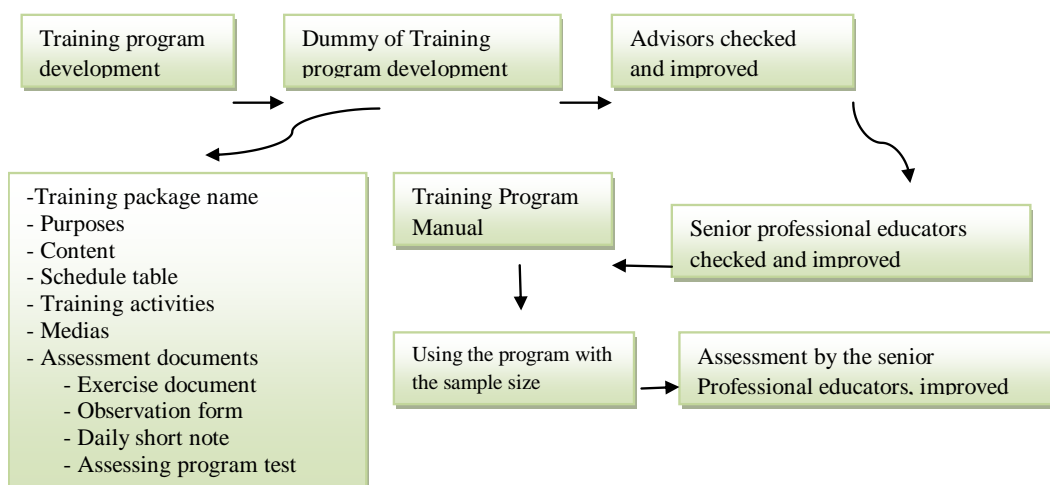 Training program
development
Dummy of Training
program development
Advisors checked
and improved
-Training package name
- Purposes
- Content
- Schedule table
- Training activities
- Medias
- Assessment documents
- Exercise document
- Observation form
- Daily short note
- Assessing program test
Training Program
Manual
Senior professional educators
checked and improved
Using the program with
the sample size
Assessment by the senior
Professional educators, improved